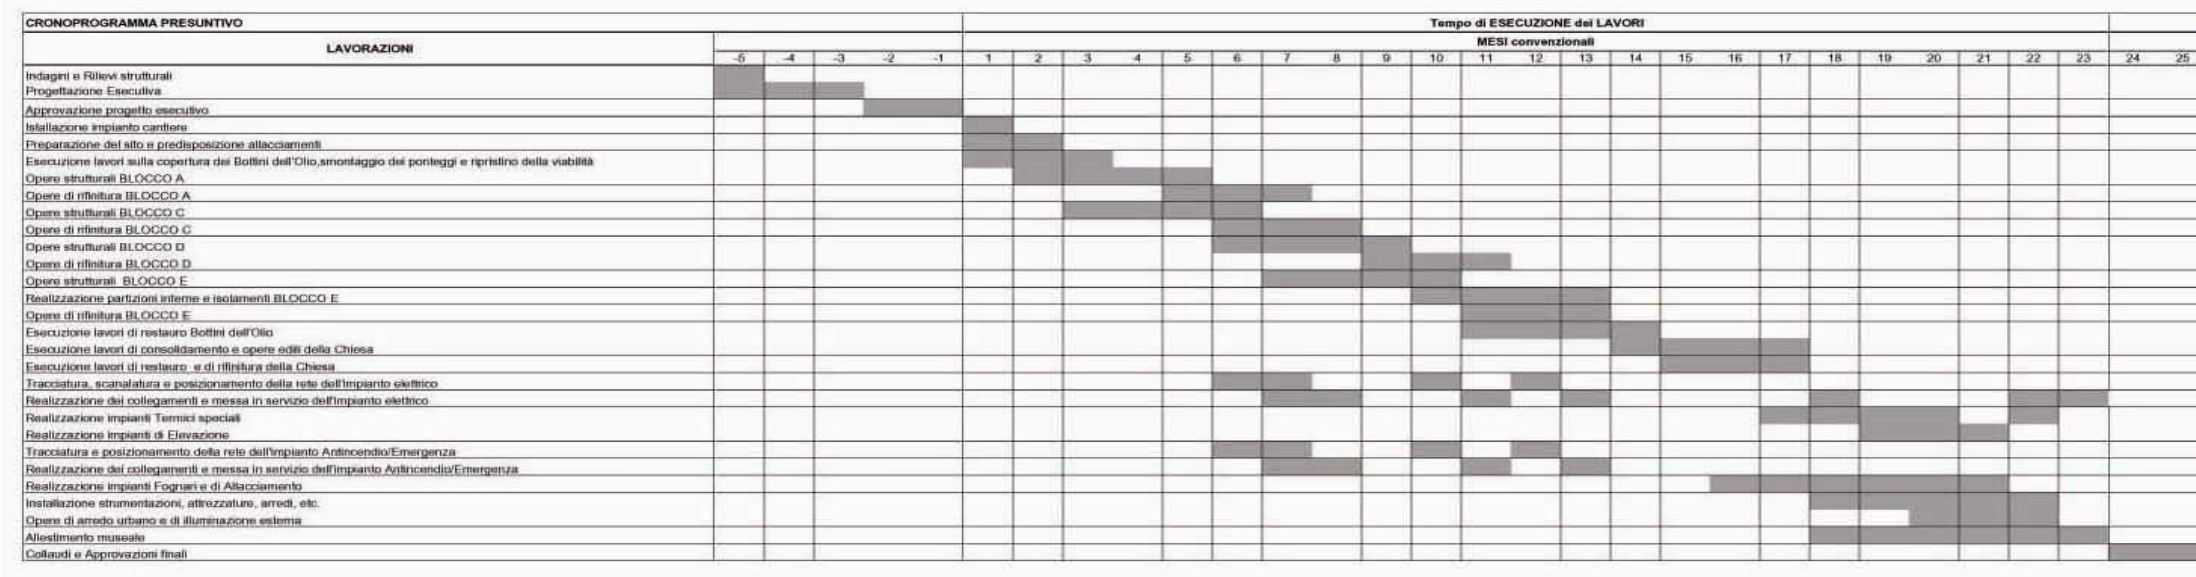 CRONOPROGRAMMA PRESUNTIVO Tempo di ESECUZIONE dei LAVORI
LAVORAZIONI MESI convenzionali
-5 -4 -3 -2 -1 1 2 3 4 5 6 7 8 9 10 11 12 13 14 15 16 17 18 19 20 21 22 23 24 25
Indagini e Rilievi strutturali
Progettazione Esecutiva
Approvazione progetto esecutivo
Istallazione impianto cantiere
Preparazione del sito e predisposizione allacciamenti
Esecuzione lavori sulla copertura dei Bottini dell'Olio,smontaggio dei ponteggi e ripristino della viabilità
Opere strutturali BLOCCO A
Opere di rifinitura BLOCCO A
Opere strutturali BLOCCO C
Opere di rifinitura BLOCCO C
Opere strutturali BLOCCO D
Opere di rifinitura BLOCCO D
Opere strutturali BLOCCO E
Realizzazione partizioni interne e isolamenti BLOCCO E
Opere di rifinitura BLOCCO E
Esecuzione lavori di restauro Bottini dell'Olio
Esecuzione lavori di consolidamento e opere edili della Chiesa
Esecuzione lavori di restauro e di rifinitura della Chiesa
Tracciatura, scanalatura e posizionamento della rete dell'impianto elettrico
Realizzazione dei collegamenti e messa in servizio dell'impianto elettrico
Realizzazione impianti Termici speciali
Realizzazione impianti di Elevazione
Tracciatura e posizionamento della rete dell'impianto Antincendio/Emergenza
Realizzazione dei collegamenti e messa in servizio dell'impianto Antincendio/Emergenza
Realizzazione impianti Fognari e di Allacciamento
Installazione strumentazioni, attrezzature, arredi, etc.
Opere di arredo urbano e di illuminazione esterna
Allestimento museale
Collaudi e Approvazioni finali